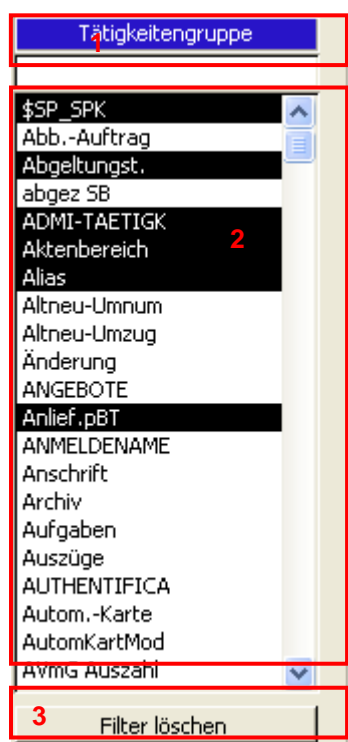 Tätigkeitengruppe
1
$SP_SPK
Abb.-Auftrag
Abgeltungst.
abgez SB
ADMI-TAETIGK
2
Aktenbereich
Alias
Altneu-Umnum
Altneu-Umzug
Änderung
ANGEBOTE
Anlief.pBT
ANMELDENAME
Anschrift
Archiv
Aufgaben
Auszüge
AUTHENTIFICA
Autom.-Karte
AutomKartMod
AVmG Auszahl
3
Filter löschen